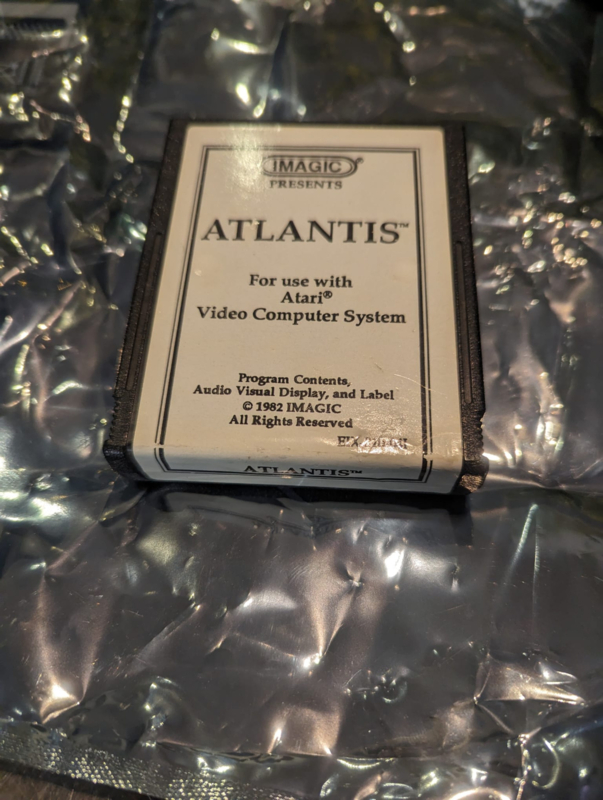 IMAGIC®
PRESENTS
ATLANTIS™
For use with
Atari®
Video Computer System
Program Contents,
Audio Visual Display, and Label
© 1982 IMAGIC
All Rights Reserved
ATLANTIS™